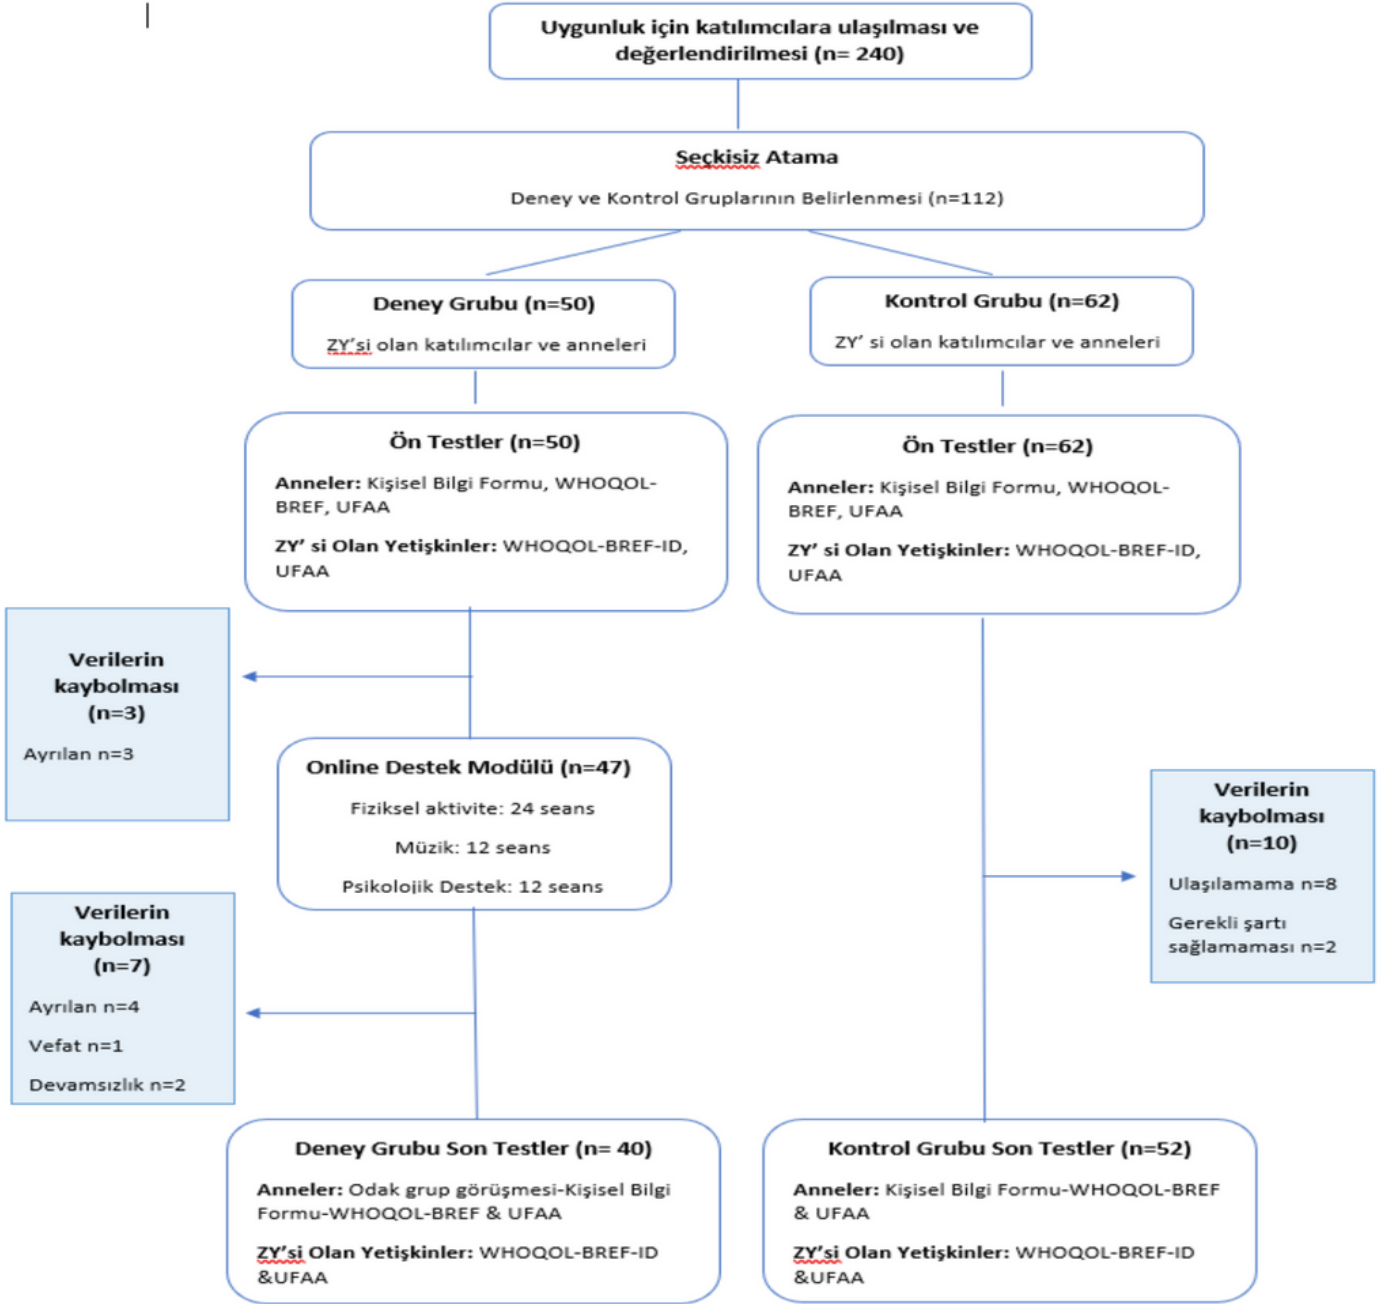 Uygunluk için katılımcılara ulaşılması ve
değerlendirilmesi (n= 240)
Seçkisiz Atama
Deney ve Kontrol Gruplarının Belirlenmesi (n=112)
Deney Grubu (n=50)
ZY’si olan katılımcılar ve anneleri
Kontrol Grubu (n=62)
ZY’ si olan katılımcılar ve anneleri
Ön Testler (n=50)
Anneler: Kişisel Bilgi Formu, WHOQOL-
BREF, UFAA
ZY’ si Olan Yetişkinler: WHOQOL-BREF-ID,
UFAA
Ön Testler (n=62)
Anneler: Kişisel Bilgi Formu, WHOQOL-
BREF, UFAA
ZY’ si Olan Yetişkinler: WHOQOL-BREF-ID,
UFAA
Verilerin
kaybolması
(n=3)
Ayrılan n=3
Online Destek Modülü (n=47)
Fiziksel aktivite: 24 seans
Müzik: 12 seans
Psikolojik Destek: 12 seans
Verilerin
kaybolması
(n=10)
Ulaşılamama n=8
Gerekli şartı
sağlamaması n=2
Verilerin
kaybolması
(n=7)
Ayrılan n=4
Vefat n=1
Devamsızlık n=2
Deney Grubu Son Testler (n= 40)
Anneler: Odak grup görüşmesi-Kişisel Bilgi
Formu-WHOQOL-BREF & UFAA
ZY’si Olan Yetişkinler: WHOQOL-BREF-ID
&UFAA
Kontrol Grubu Son Testler (n=52)
Anneler: Kişisel Bilgi Formu-WHOQOL-BREF
& UFAA
ZY’si Olan Yetişkinler: WHOQOL-BREF-ID
&UFAA